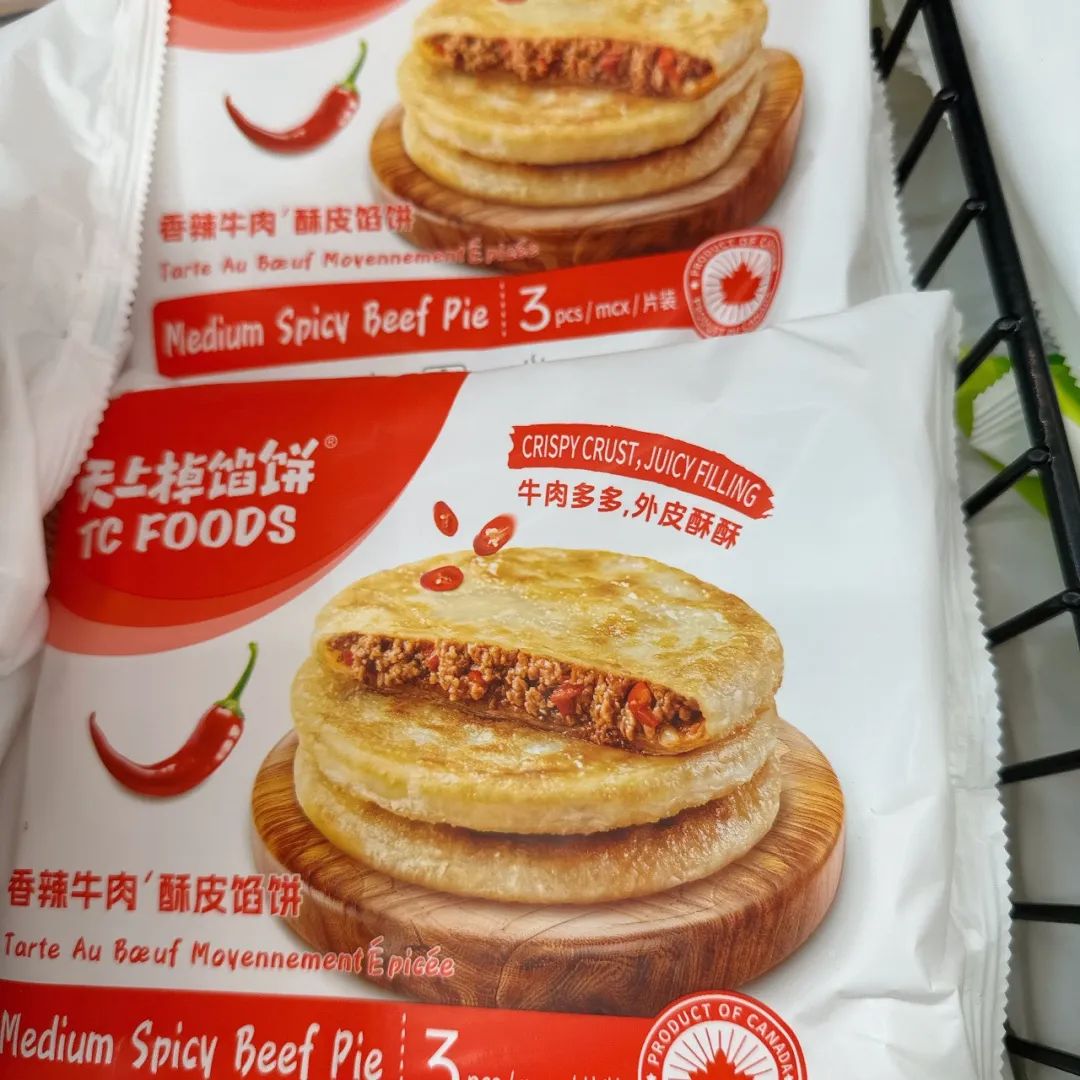 香辣牛肉′酥皮馅饼
Tarte Au Bœuf Moyennement Épicée
Medium Spicy Beef Pie
3 pcs / mcx / 片装
PRODUCT OF
天上掉馅饼®
TC FOODS
CRISPY CRUST, JUICY FILLING
牛肉多多,外皮酥酥
香辣牛肉′酥皮馅饼
Tarte Au Bœuf Moyennement Épicée
Medium Spicy Beef Pie
3
PRODUCT OF CANADA